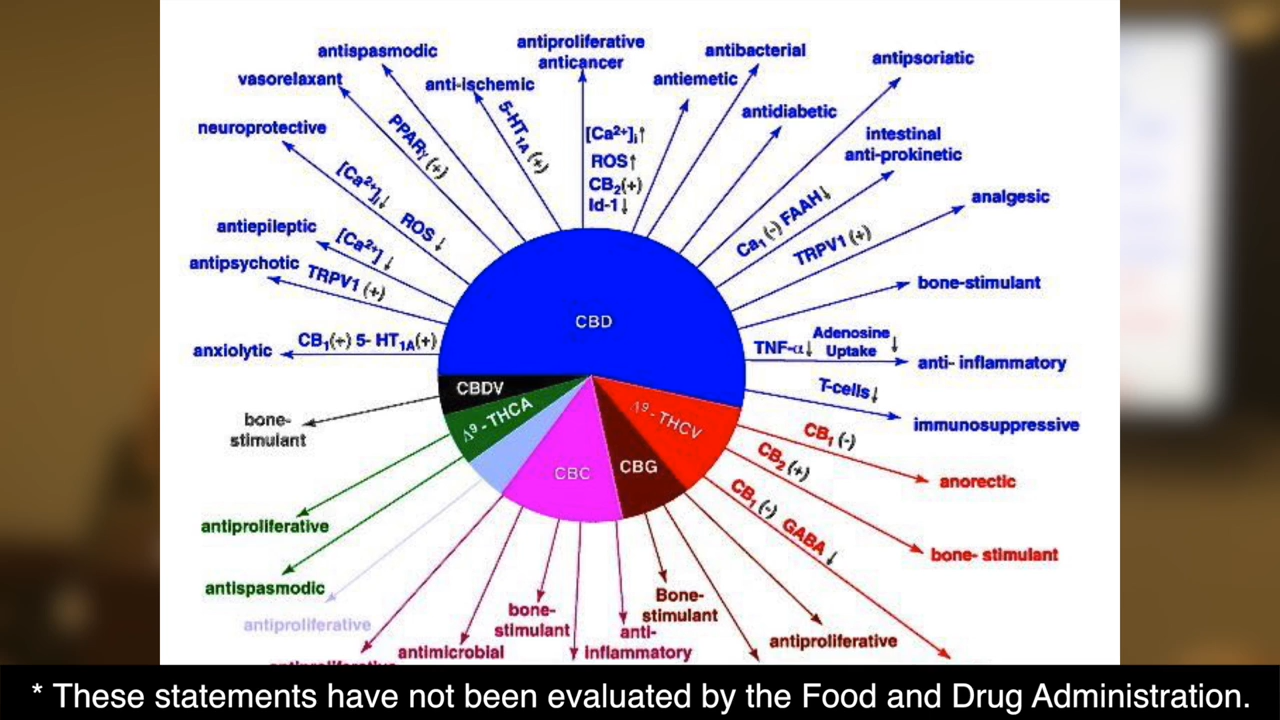 antiproliferative
anticancer
antispasmodic
antibacterial
antipsoriatic
vasorelaxant
anti-ischemic
antiemetic
antidiabetic
neuroprotective
intestinal
anti-prokinetic
analgesic
antiepileptic
antipsychotic
anxiolytic
bone-stimulant
anti- inflammatory
immunosuppressive
PPARγ (+)
5-HT1A (+)
[Ca²⁺]i↑
ROS↑
CB2(+)
Id-1↓
[Ca²⁺]i↓ ROS ↓
[Ca²⁺] ↓
TRPV1 (+)
CB1(+) 5- HT1A(+)
Ca1 (-) FAAH↓
TRPV1 (+)
TNF-α↓
Adenosine
Uptake ↓
T-cells↓
CBD
CBDV
Δ⁹- THCA
CBC
CBG
Δ⁹- THCV
CB1 (-)
CB2 (+)
CB1 (-) GABA ↓
anorectic
bone- stimulant
bone-
stimulant
antiproliferative
antispasmodic
antiproliferative
antiproliferative
antimicrobial
bone-
stimulant
anti-
inflammatory
Bone-
stimulant
antiproliferative
* These statements have not been evaluated by the Food and Drug Administration.